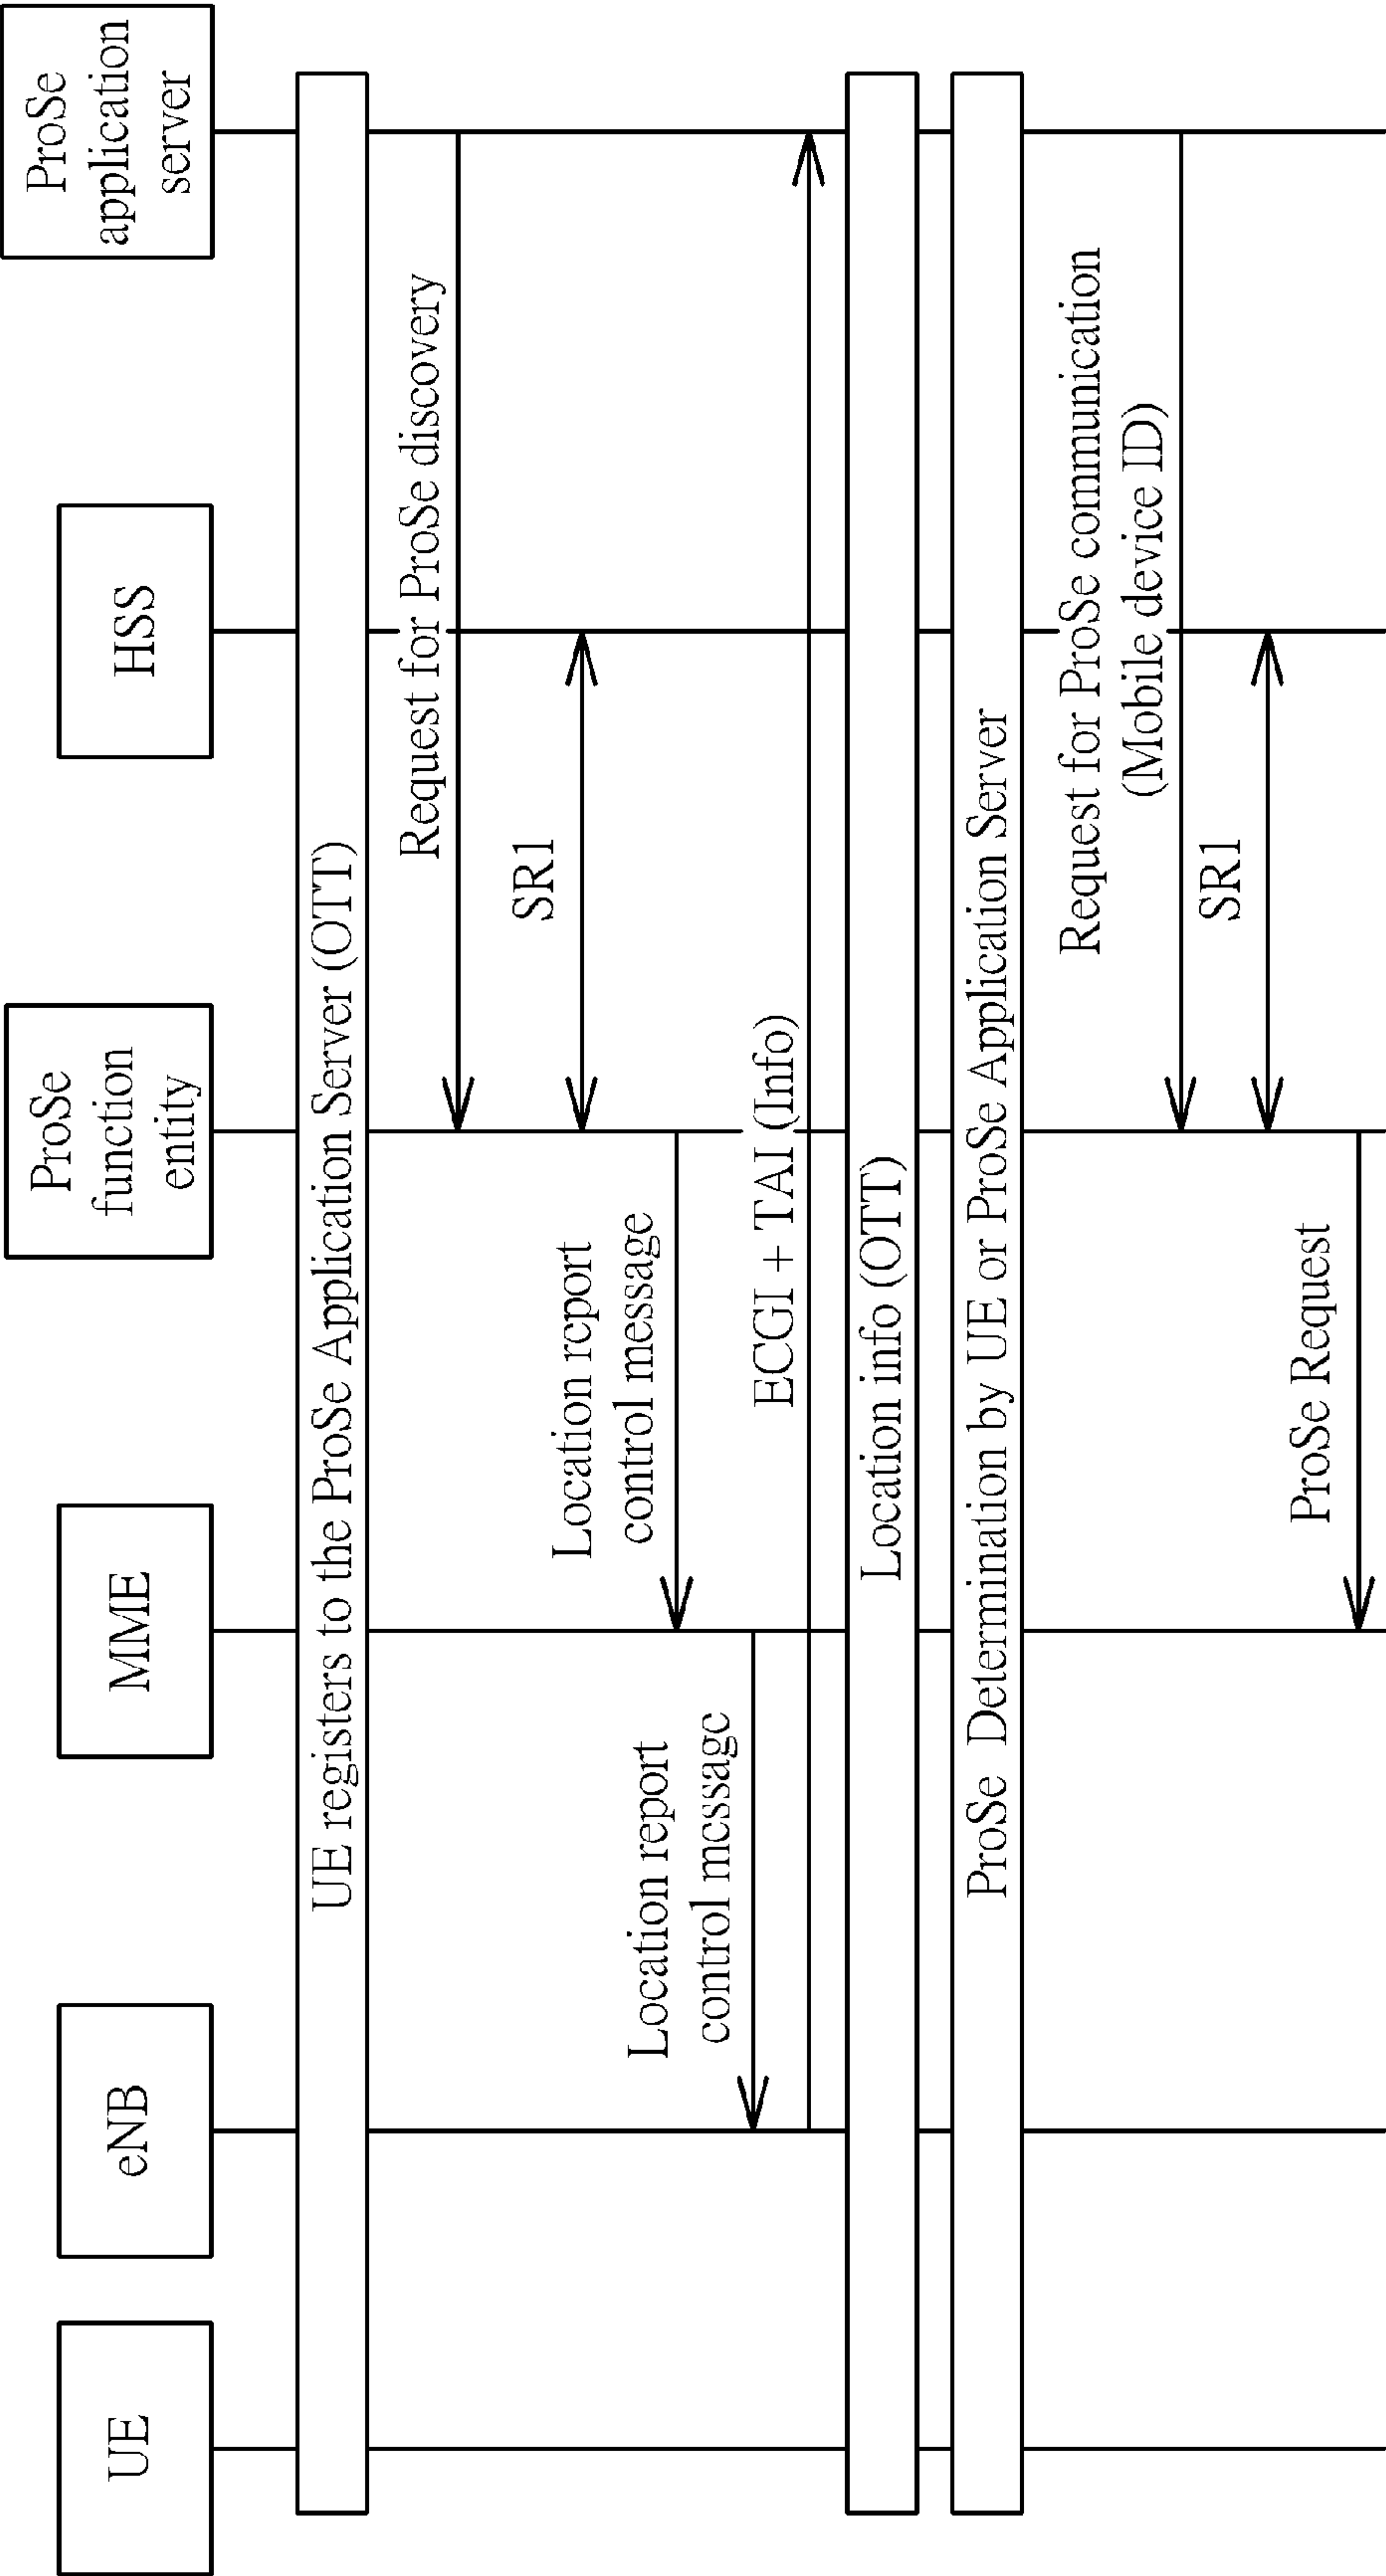 UE
eNB
MME
ProSe
function
entity
HSS
ProSe
application
server
UE registers to the ProSe Application Server (OTT)
Request for ProSe discovery
SR1
Location report
control message
Location report
control message
ECGI + TAI (Info)
Location info (OTT)
ProSe Determination by UE or ProSe Application Server
Request for ProSe communication
(Mobile device ID)
SR1
ProSe Request